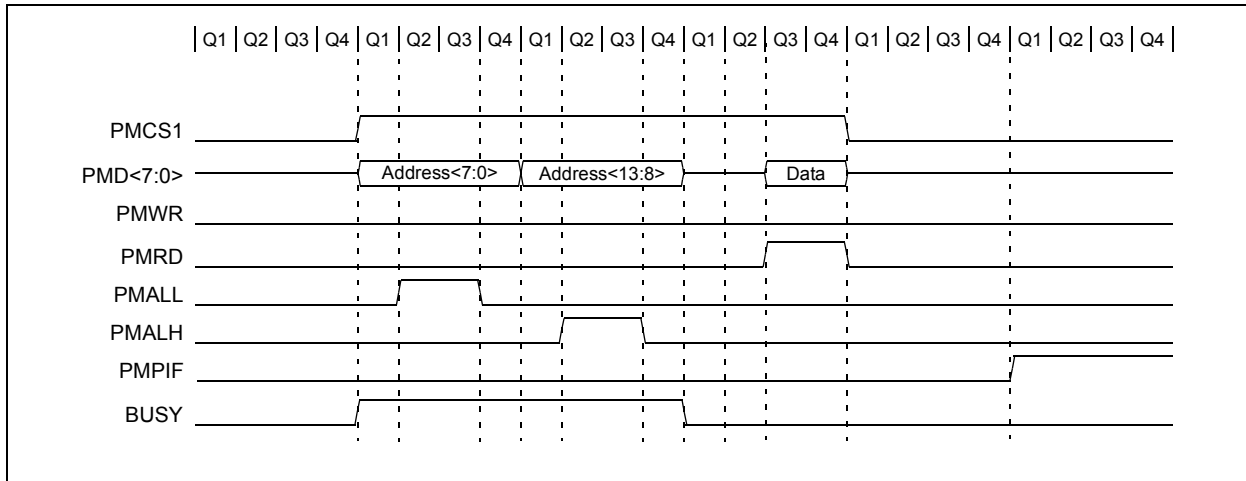 Q1 Q2 Q3 Q4 Q1 Q2 Q3 Q4 Q1 Q2 Q3 Q4 Q1 Q2 Q3 Q4 Q1 Q2 Q3 Q4 Q1 Q2 Q3 Q4
PMCS1
PMD<7:0> Address<7:0> Address<13:8> Data
PMWR
PMRD
PMALL
PMALH
PMPIF
BUSY